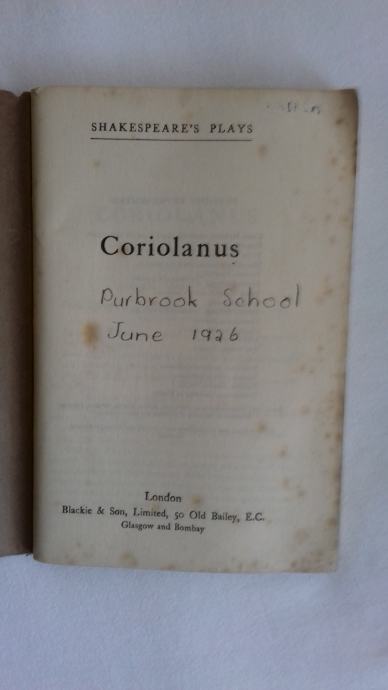 SHAKESPEARE'S PLAYS
Coriolanus
Purbrook School
June 1926
London
Blackie & Son, Limited, 50 Old Bailey, E.C.
Glasgow and Bombay